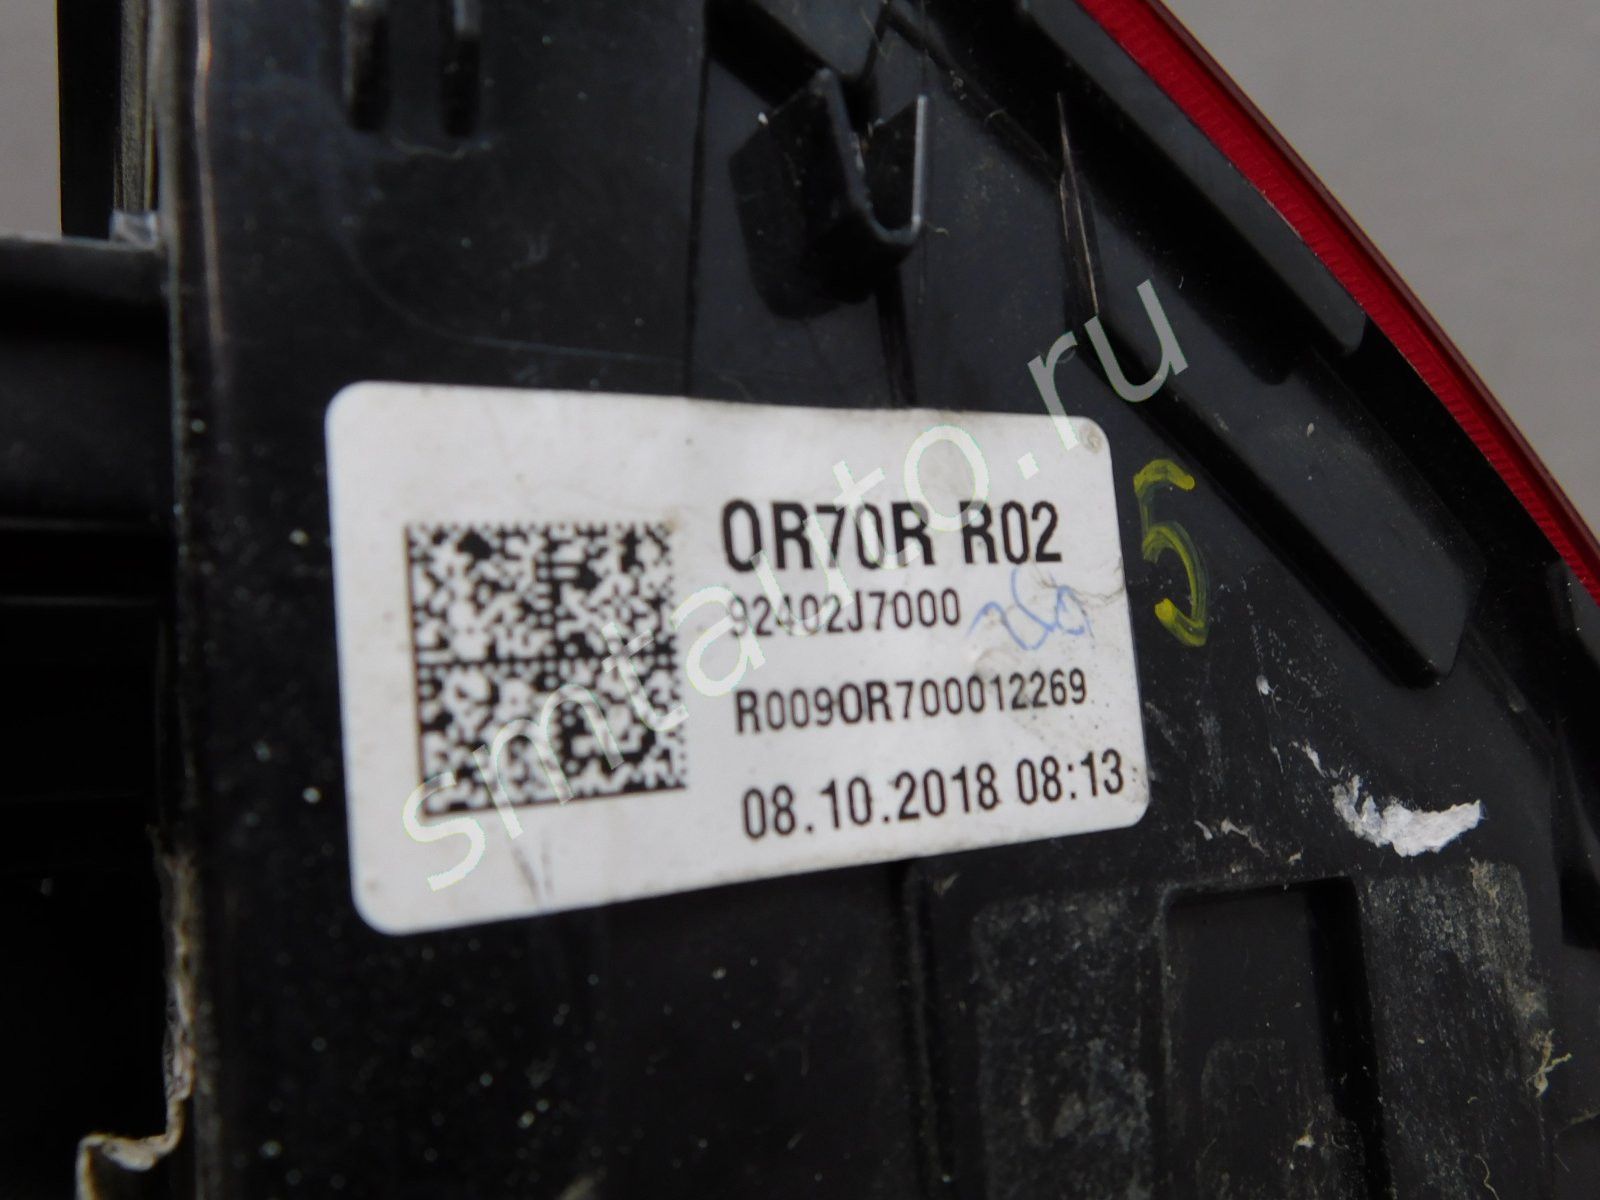 OR70R R02
92402J7000
R009OR700012269
08.10.2018 08:13
5
smtauto.ru